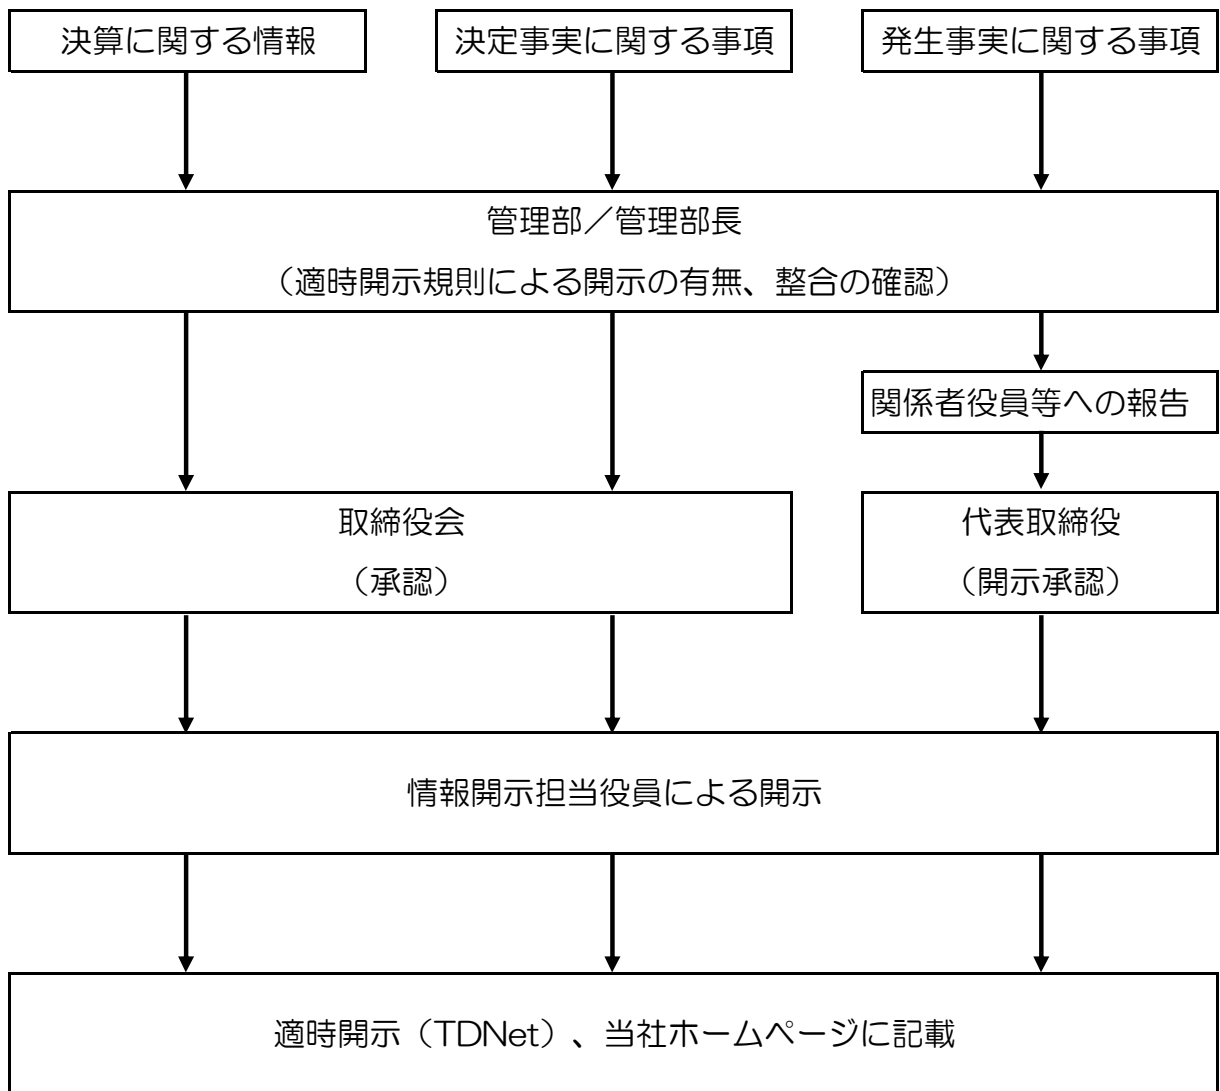 決算に関する情報
決定事実に関する事項
発生事実に関する事項
管理部／管理部長
（適時開示規則による開示の有無、整合の確認）
関係者役員等への報告
取締役会
（承認）
代表取締役
（開示承認）
情報開示担当役員による開示
適時開示（TDNet）、当社ホームページに記載